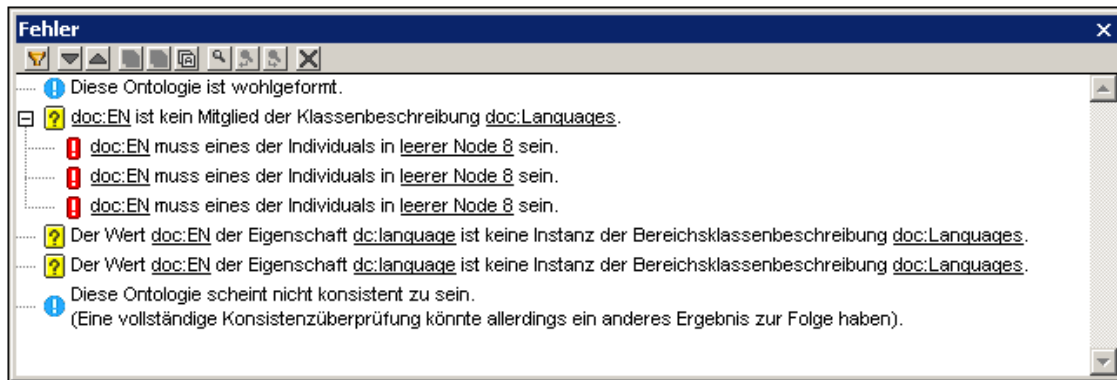 Fehler
Diese Ontologie ist wohlgeformt.
doc:EN ist kein Mitglied der Klassenbeschreibung doc:Languages.
doc:EN muss eines der Individuals in leerer Node 8 sein.
doc:EN muss eines der Individuals in leerer Node 8 sein.
doc:EN muss eines der Individuals in leerer Node 8 sein.
Der Wert doc:EN der Eigenschaft dc:language ist keine Instanz der Bereichsklassenbeschreibung doc:Languages.
Der Wert doc:EN der Eigenschaft dc:language ist keine Instanz der Bereichsklassenbeschreibung doc:Languages.
Diese Ontologie scheint nicht konsistent zu sein.
(Eine vollständige Konsistenzüberprüfung könnte allerdings ein anderes Ergebnis zur Folge haben).